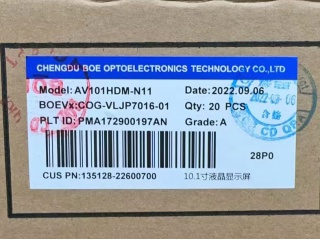 CHENGDU BOE OPTOELECTRONICS TECHNOLOGY CO.,LTD
Model: AV101HDM-N11 Date:2022.09.06
BOEVx:COG-VLJP7016-01 Qty: 20 PCS
PLT ID: PMA172900197AN Grade: A
28P0
CUS PN:135128-22600700 10.1寸液晶显示屏